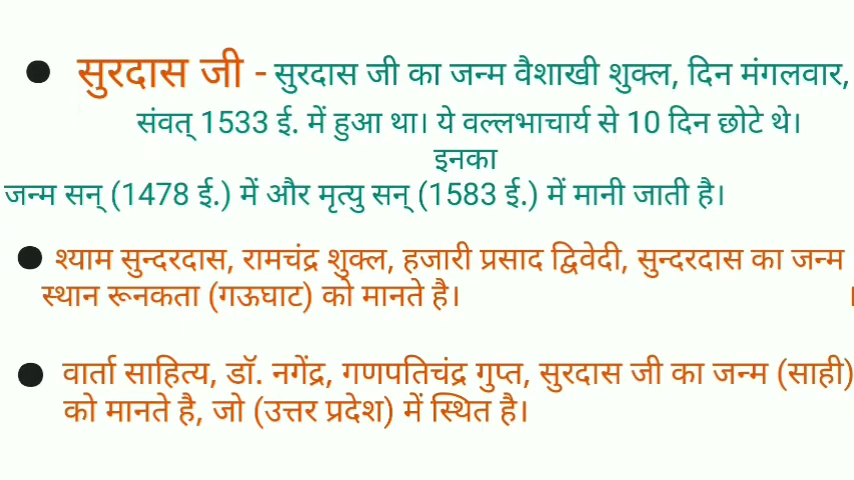 ● सुरदास जी - सुरदास जी का जन्म वैशाखी शुक्ल, दिन मंगलवार,
संवत् 1533 ई. में हुआ था। ये वल्लभाचार्य से 10 दिन छोटे थे।
इनका
जन्म सन् (1478 ई.) में और मृत्यु सन् (1583 ई.) में मानी जाती है।
● श्याम सुन्दरदास, रामचंद्र शुक्ल, हजारी प्रसाद द्विवेदी, सुन्दरदास का जन्म
स्थान रूनकता (गऊघाट) को मानते है। ।
● वार्ता साहित्य, डॉ. नगेंद्र, गणपतिचंद्र गुप्त, सुरदास जी का जन्म (साही)
को मानते है, जो (उत्तर प्रदेश) में स्थित है।